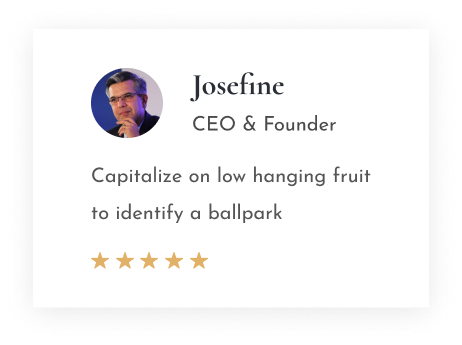 Josefine
CEO & Founder
Capitalize on low hanging fruit
to identify a ballpark